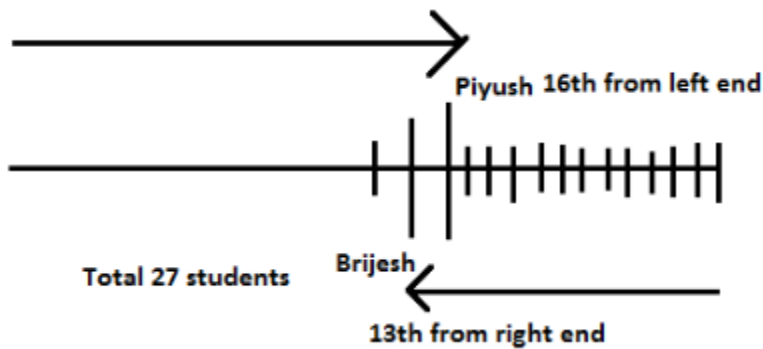 Piyush 16th from left end
Brijesh
Total 27 students
13th from right end